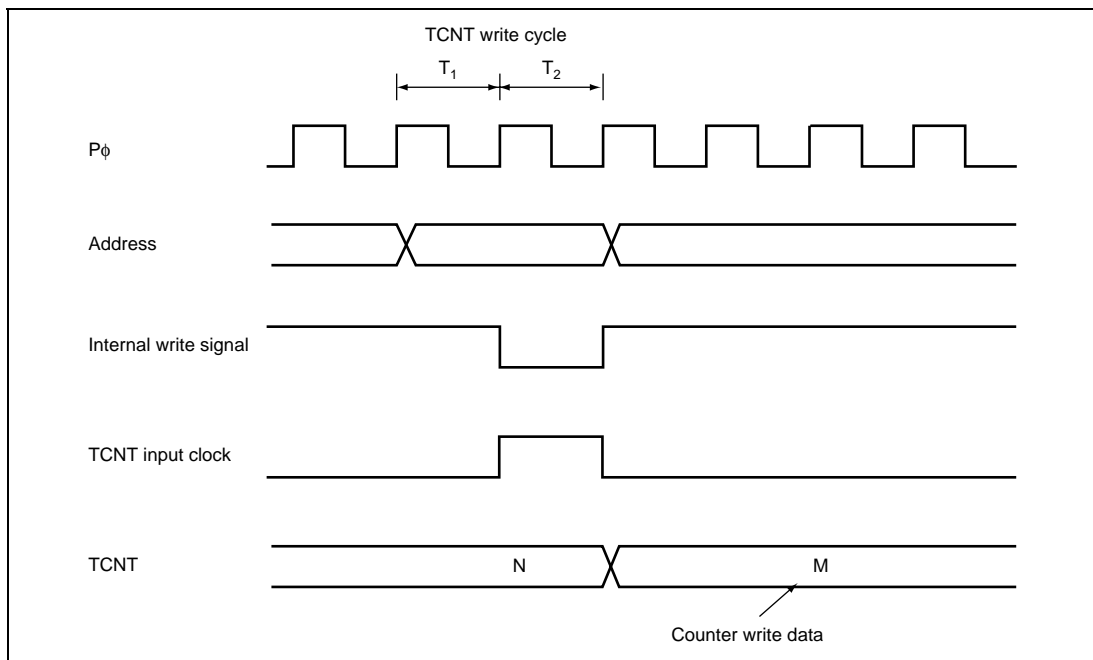 TCNT write cycle
T1 T2
Pϕ
Address
Internal write signal
TCNT input clock
TCNT N M
Counter write data